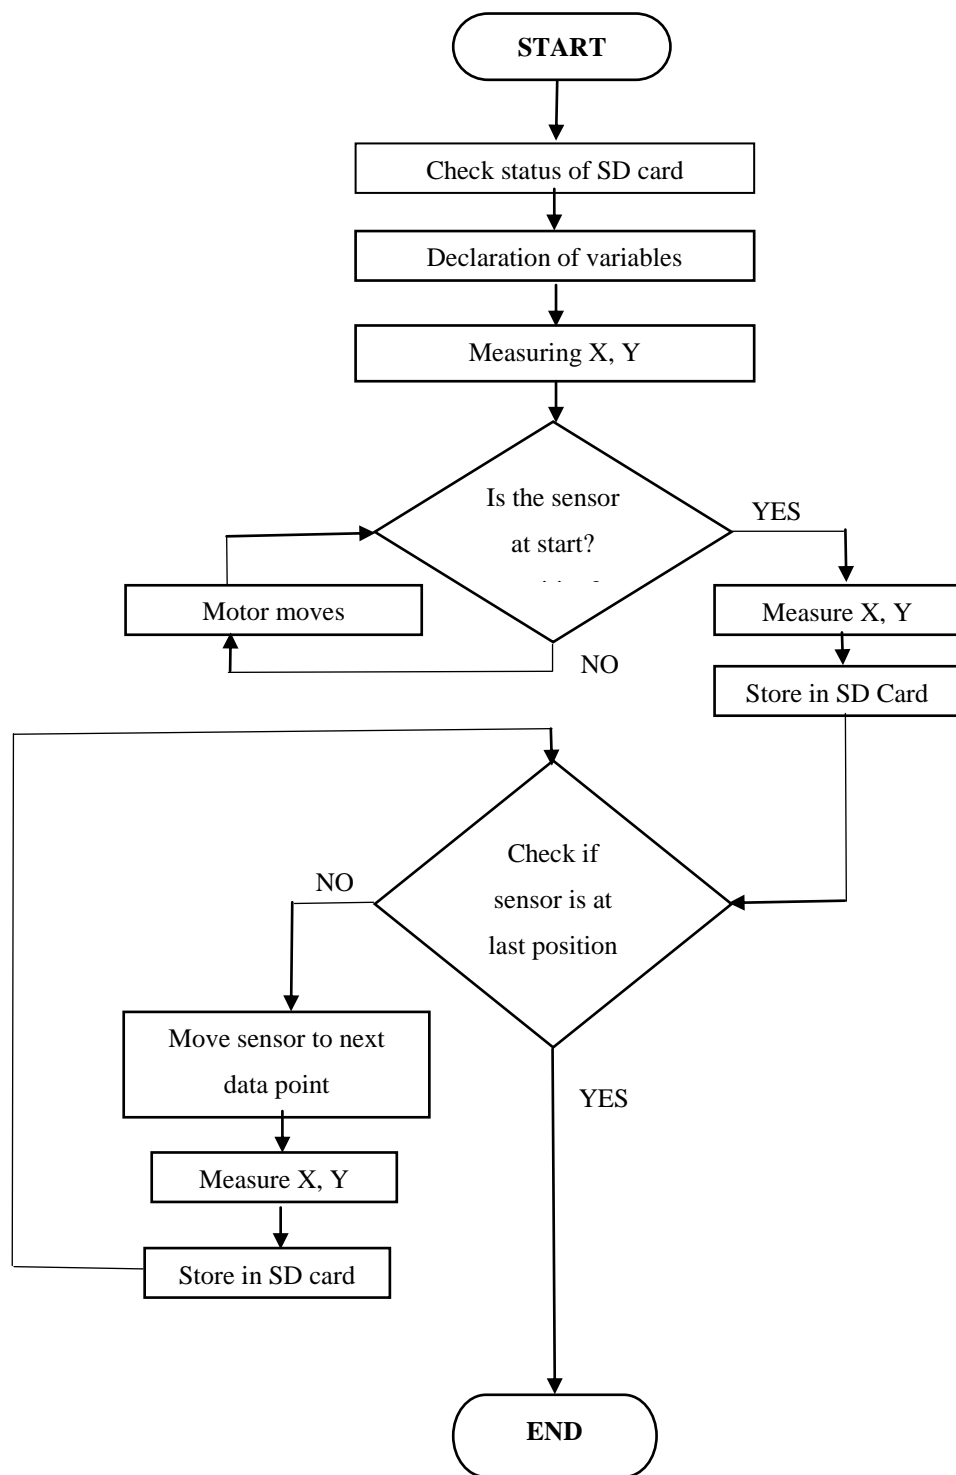 START
Check status of SD card
Declaration of variables
Measuring X, Y
Is the sensor
at start?
YES
Motor moves
NO
Measure X, Y
Store in SD Card
Check if
sensor is at
last position
NO
Move sensor to next
data point
YES
Measure X, Y
Store in SD card
END